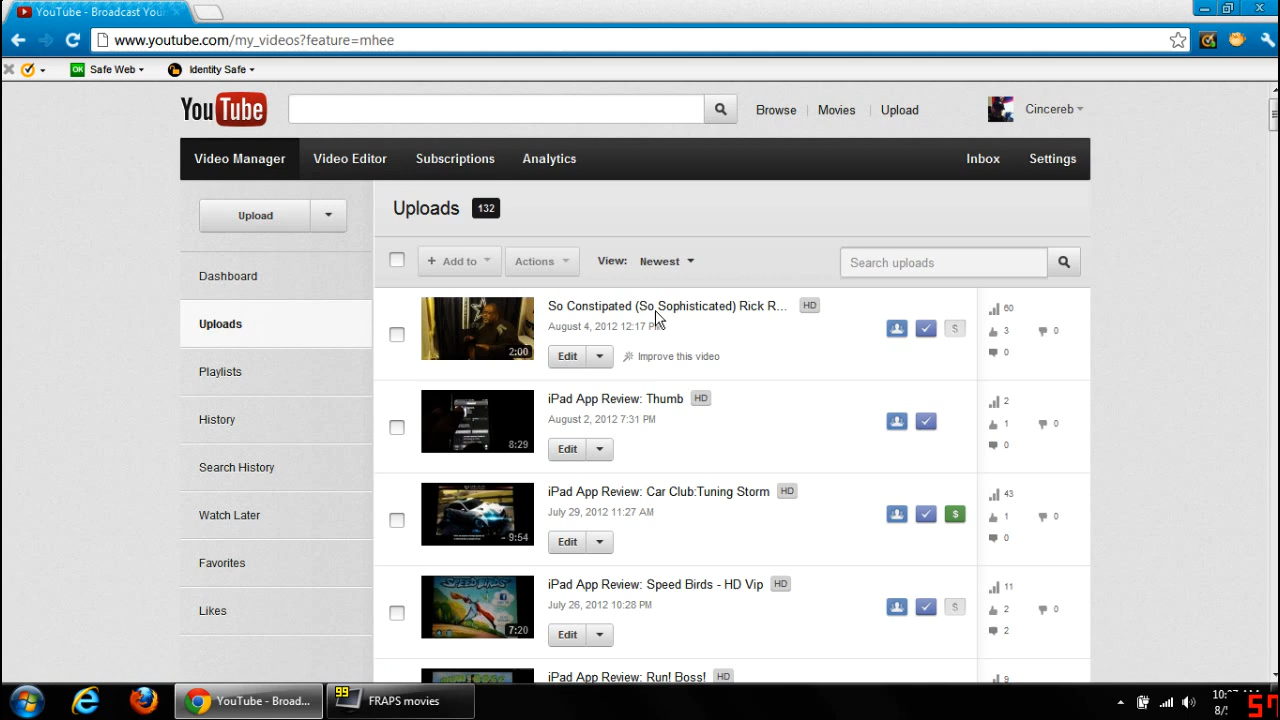 YouTube - Broadcast Your
www.youtube.com/my_videos?feature=mhee
OK Safe Web Identity Safe
YouTube Browse Movies Upload Cincereb
Video Manager Video Editor Subscriptions Analytics Inbox Settings
Upload
Uploads 132
+ Add to Actions View: Newest Search uploads
Dashboard
Uploads
Playlists
History
Search History
Watch Later
Favorites
Likes
So Constipated (So Sophisticated) Rick R... HD
August 4, 2012 12:17
2:00
Edit Improve this video
$
60
3 0
0
iPad App Review: Thumb HD
August 2, 2012 7:31 PM
8:29
Edit
2
1 0
0
iPad App Review: Car Club:Tuning Storm HD
July 29, 2012 11:27 AM
9:54
Edit
$
43
1 0
0
iPad App Review: Speed Birds - HD Vip HD
July 26, 2012 10:28 PM
SPEED BIRDS
7:20
Edit
$
11
2 0
2
iPad App Review: Run! Boss! HD
9
YouTube - Broad... 99 FRAPS movies
57